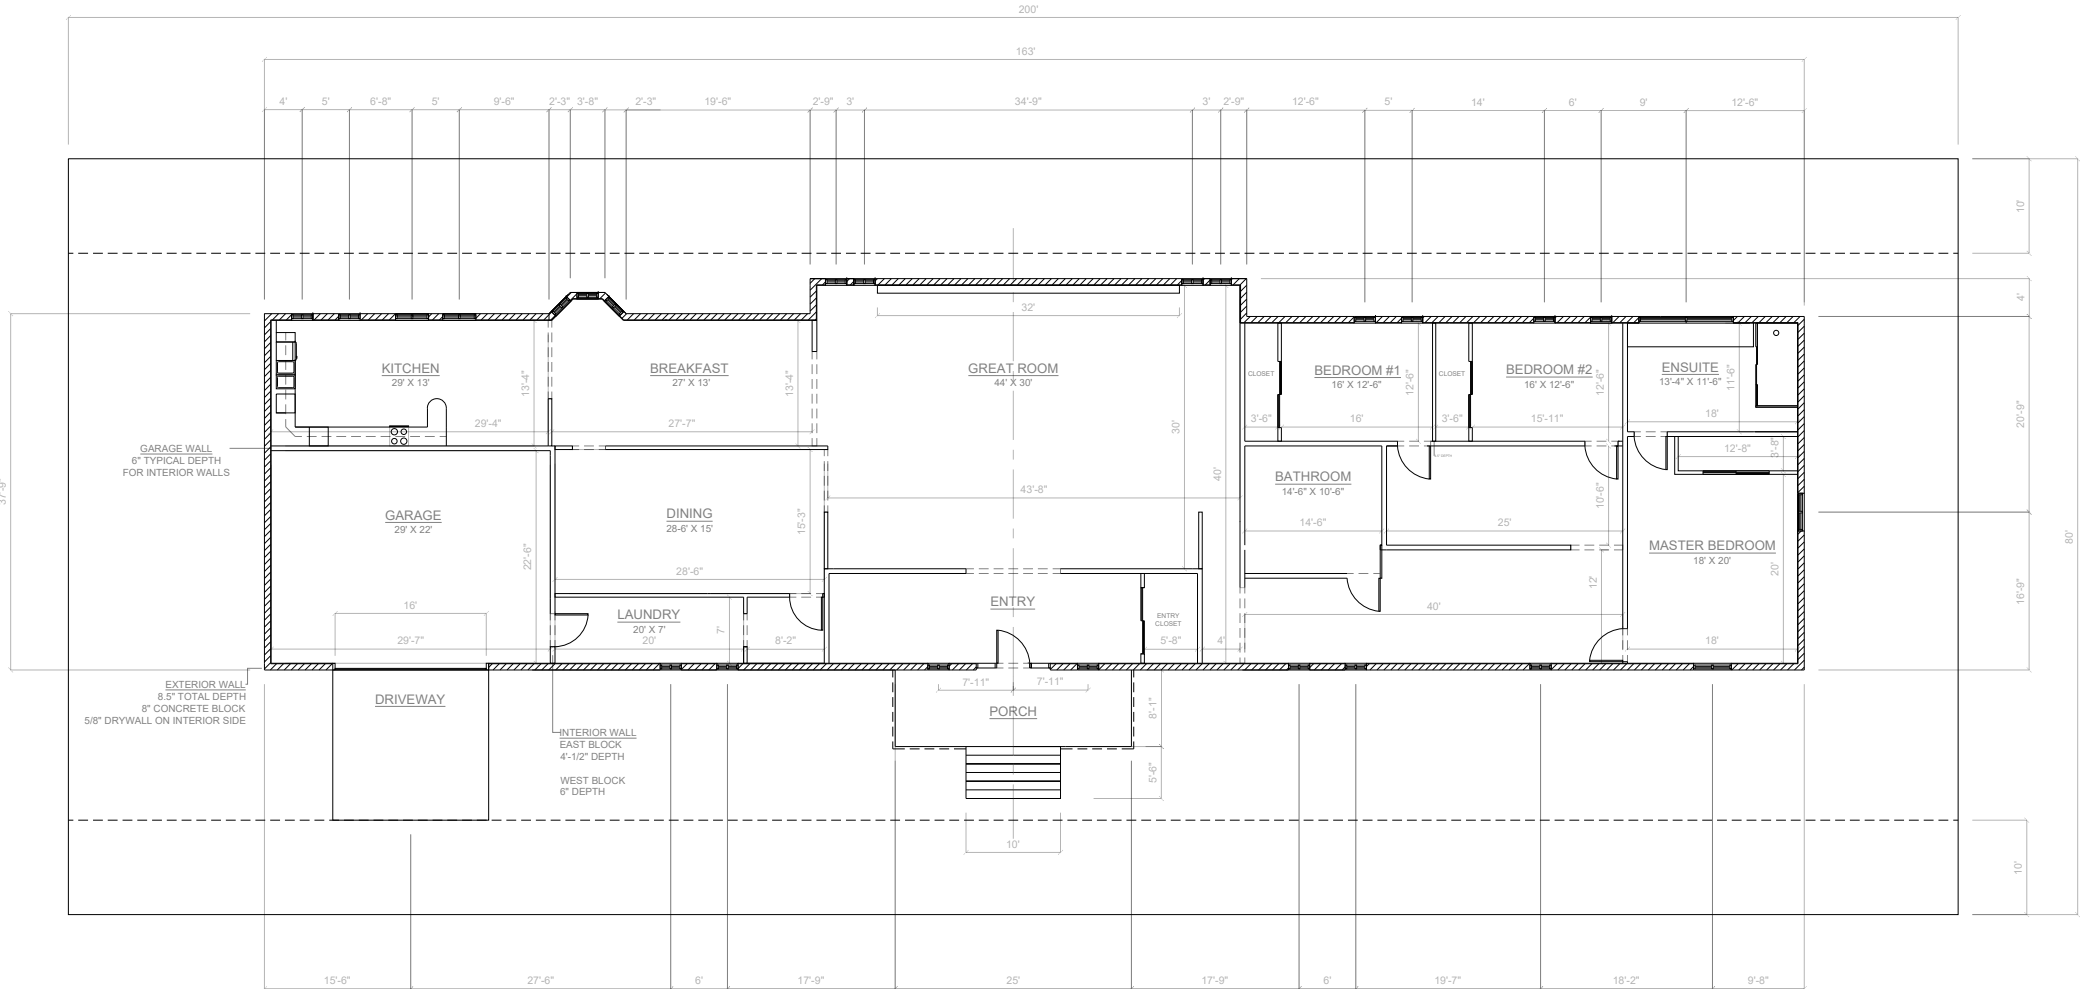 200'
163'
4'
5'
6'-8"
5'
9'-6"
2'-3"
3'-8"
2'-3"
19'-6"
2'-9"
3'
34'-9"
3'
2'-9"
12'-6"
5'
14'
6'
9'
12'-6"
10'
4'
32'
KITCHEN
29' X 13'
BREAKFAST
27' X 13'
GREAT ROOM
44' X 30'
CLOSET
BEDROOM #1
16' X 12'-6"
CLOSET
BEDROOM #2
16' X 12'-6"
ENSUITE
13'-4" X 11'-6"
13'-4"
13'-4"
12'-6"
12'-6"
11'-6"
20'-9"
29'-4"
27'-7"
30'
3'-6"
16'
3'-6"
15'-11"
18'
GARAGE WALL
6" TYPICAL DEPTH
FOR INTERIOR WALLS
12'-8"
3'-8"
40'
BATHROOM
14'-6" X 10'-6"
37'-9"
43'-8"
10'-6"
GARAGE
29' X 22'
DINING
28-6' X 15'
15'-3"
14'-6"
25'
80'
22'-6"
MASTER BEDROOM
18' X 20'
20'
28'-6"
12'
16'-9"
16'
LAUNDRY
20' X 7'
7'
ENTRY
ENTRY
CLOSET
40'
29'-7"
20'
8'-2"
5'-8"
4'
18'
EXTERIOR WALL
8.5" TOTAL DEPTH
8" CONCRETE BLOCK
5/8" DRYWALL ON INTERIOR SIDE
DRIVEWAY
7'-11"
7'-11"
PORCH
8'-1"
INTERIOR WALL
EAST BLOCK
4'-1/2" DEPTH
WEST BLOCK
6" DEPTH
5'-6"
10'
10'
15'-6"
27'-6"
6'
17'-9"
25'
17'-9"
6'
19'-7"
18'-2"
9'-8"